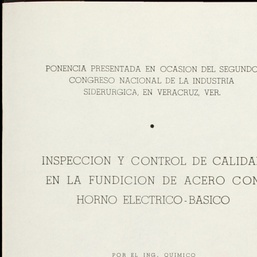 PONENCIA PRESENTADA EN OCASION DEL SEGUNDO
CONGRESO NACIONAL DE LA INDUSTRIA
SIDERURGICA, EN VERACRUZ, VER.
INSPECCION Y CONTROL DE CALIDA
EN LA FUNDICION DE ACERO CON
HORNO ELECTRICO-BASICO
POR EL ING. QUIMICO